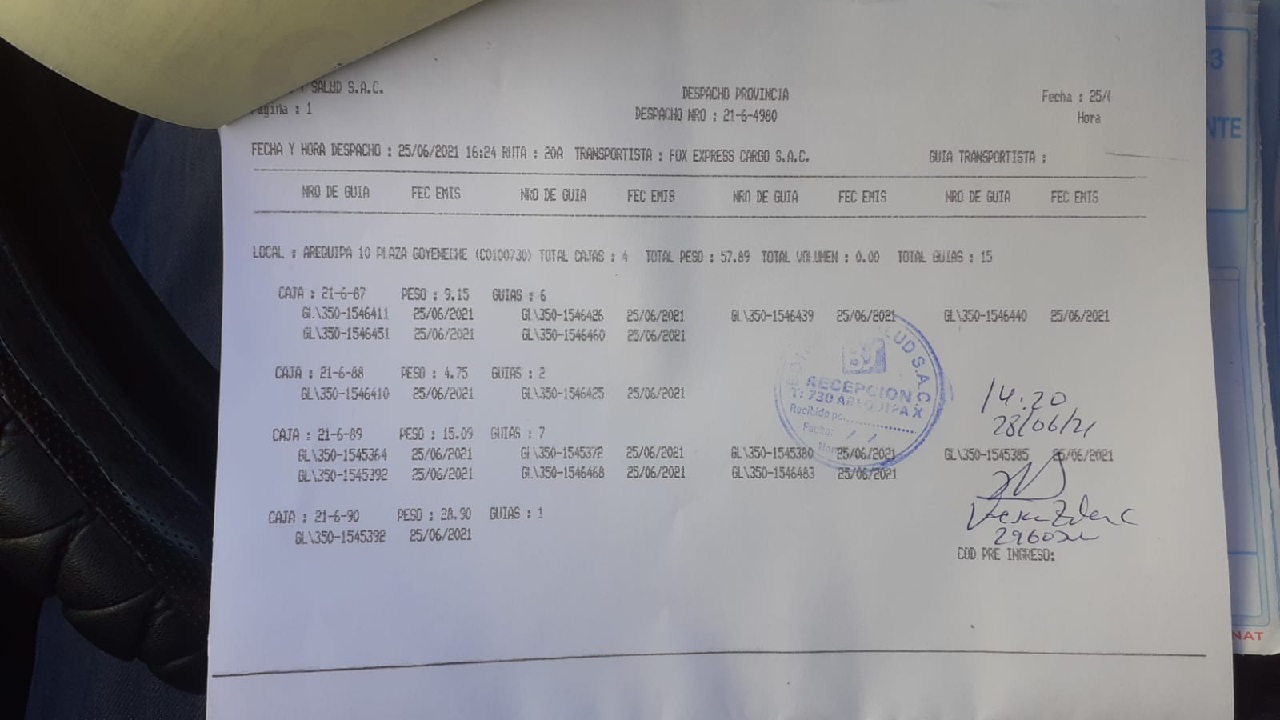 SALUD S.A.C.
Pagina : 1
DESPACHO PROVINCIA
DESPACHO NRO : 21-6-4980
Fecha : 25/
Hora
FECHA Y HORA DESPACHO : 25/06/2021 16:24 RUTA : 20A TRANSPORTISTA : FOX EXPRESS CARGO S.A.C. GUIA TRANSPORTISTA :
NRO DE GUIA FEC EMIS NRO DE GUIA FEC EMIS NRO DE GUIA FEC EMIS NRO DE GUIA FEC EMIS
LOCAL : AREQUIPA 10 PLAZA GOYENECHE (C0100730) TOTAL CAJAS : 4 TOTAL PESO : 57.89 TOTAL VOLUMEN : 0.00 TOTAL GUIAS : 15
CAJA : 21-6-87 PESO : 9.15 GUIAS : 6
GL\350-1546411 25/06/2021 GL\350-1546426 25/06/2021 GL\350-1546439 25/06/2021 GL\350-1546440 25/06/2021
GL\350-1546451 25/06/2021 GL\350-1546460 25/06/2021
CAJA : 21-6-88 PESO : 4.75 GUIAS : 2
GL\350-1546410 25/06/2021 GL\350-1546425 25/06/2021
CAJA : 21-6-89 PESO : 15.09 GUIAS : 7
GL\350-1545364 25/06/2021 GL\350-1545372 25/06/2021 GL\350-1545380 25/06/2021 GL\350-1545385 25/06/2021
GL\350-1545392 25/06/2021 GL\350-1546468 25/06/2021 GL\350-1546483 25/06/2021
CAJA : 21-6-90 PESO : 28.90 GUIAS : 1
GL\350-1545392 25/06/2021
LUD S.A.C.
RECEPCION
T: 730 AREQUIPA X
Recibido por
Fecha: / /
14:20
28/06/21
COD PRE INGRESO:
NTE
NAT